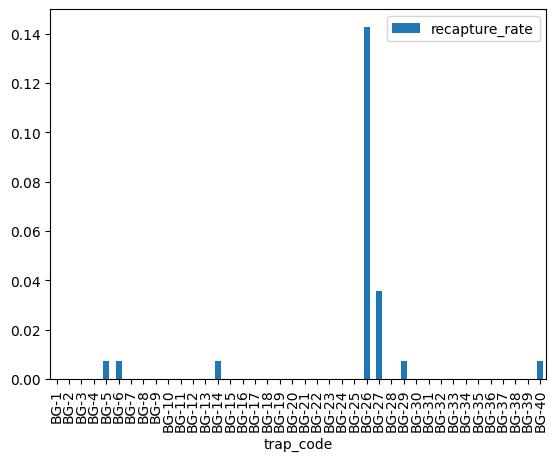 recapture_rate
0.14
0.12
0.10
0.08
0.06
0.04
0.02
0.00
BG-1
BG-2
BG-3
BG-4
BG-5
BG-6
BG-7
BG-8
BG-9
BG-10
BG-11
BG-12
BG-13
BG-14
BG-15
BG-16
BG-17
BG-18
BG-19
BG-20
BG-21
BG-22
BG-23
BG-24
BG-25
BG-26
BG-27
BG-28
BG-29
BG-30
BG-31
BG-32
BG-33
BG-34
BG-35
BG-36
BG-37
BG-38
BG-39
BG-40
trap_code